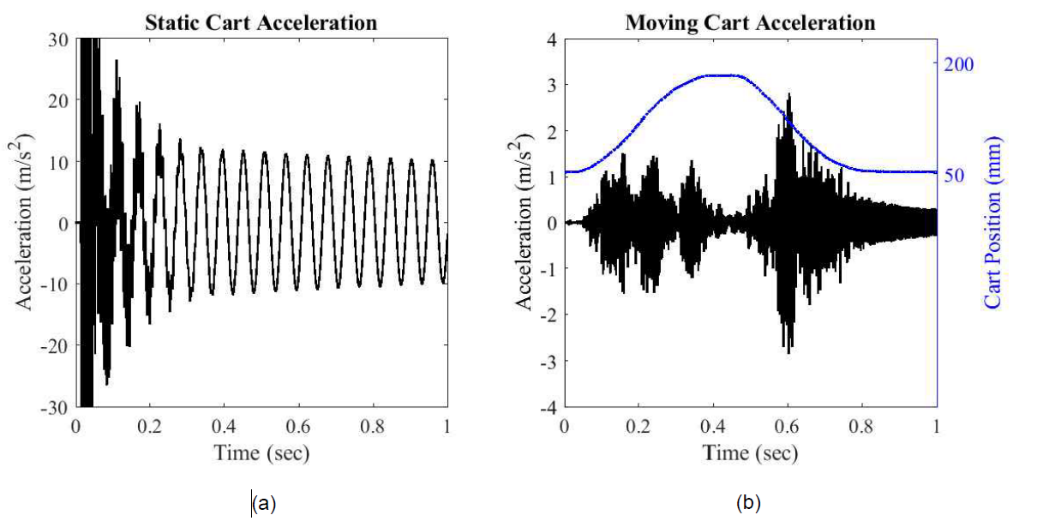 Static Cart Acceleration
30
20
10
0
-10
-20
-30
Acceleration (m/s2)
0 0.2 0.4 0.6 0.8 1
Time (sec)
(a)
Moving Cart Acceleration
4
3
2
1
0
-1
-2
-3
-4
Acceleration (m/s2)
200
50
Cart Position (mm)
0 0.2 0.4 0.6 0.8 1
Time (sec)
(b)